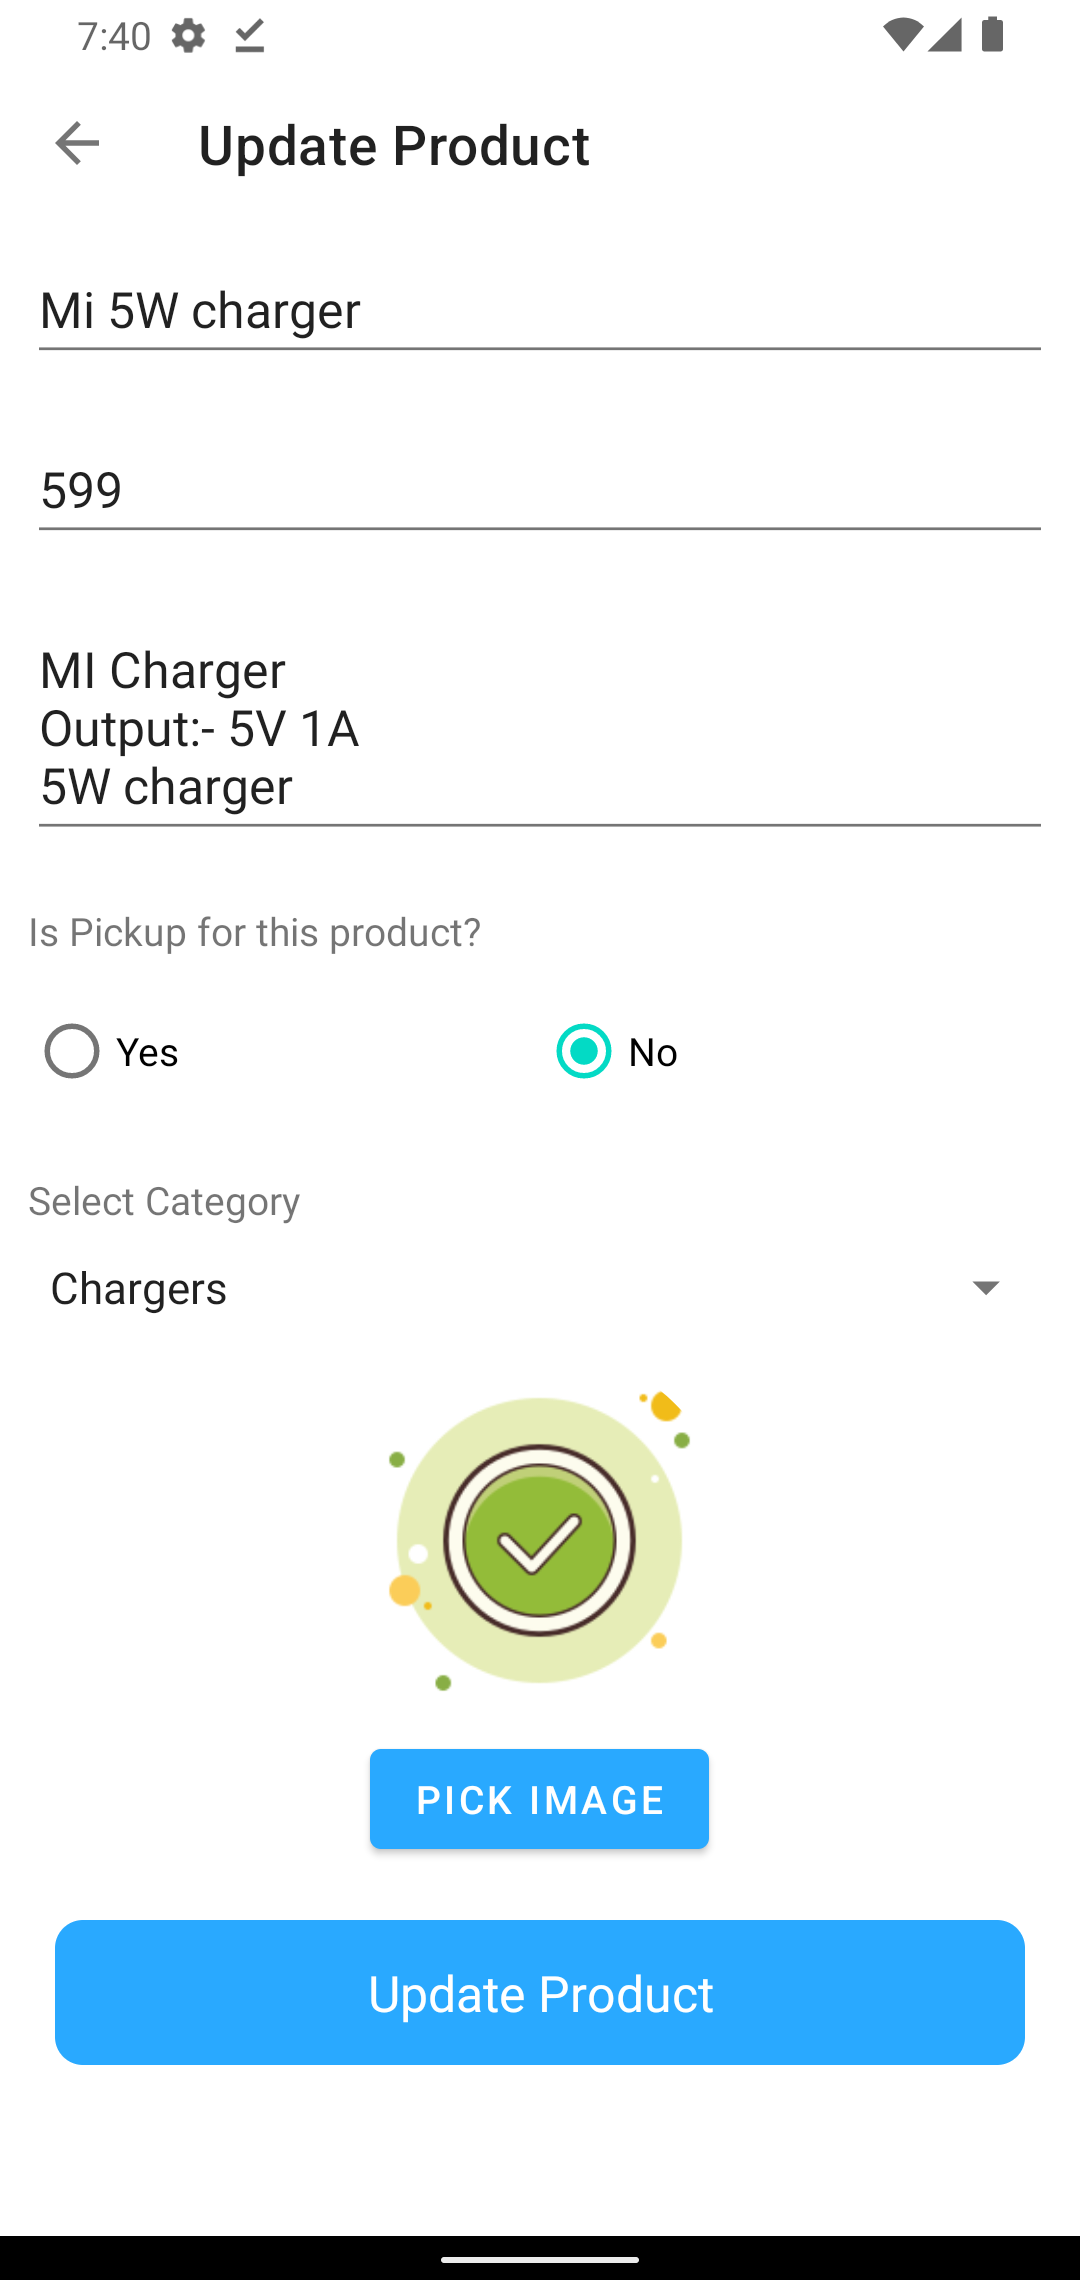 7:40
Update Product
Mi 5W charger
599
MI Charger
Output:- 5V 1A
5W charger
Is Pickup for this product?
Yes
No
Select Category
Chargers
PICK IMAGE
Update Product